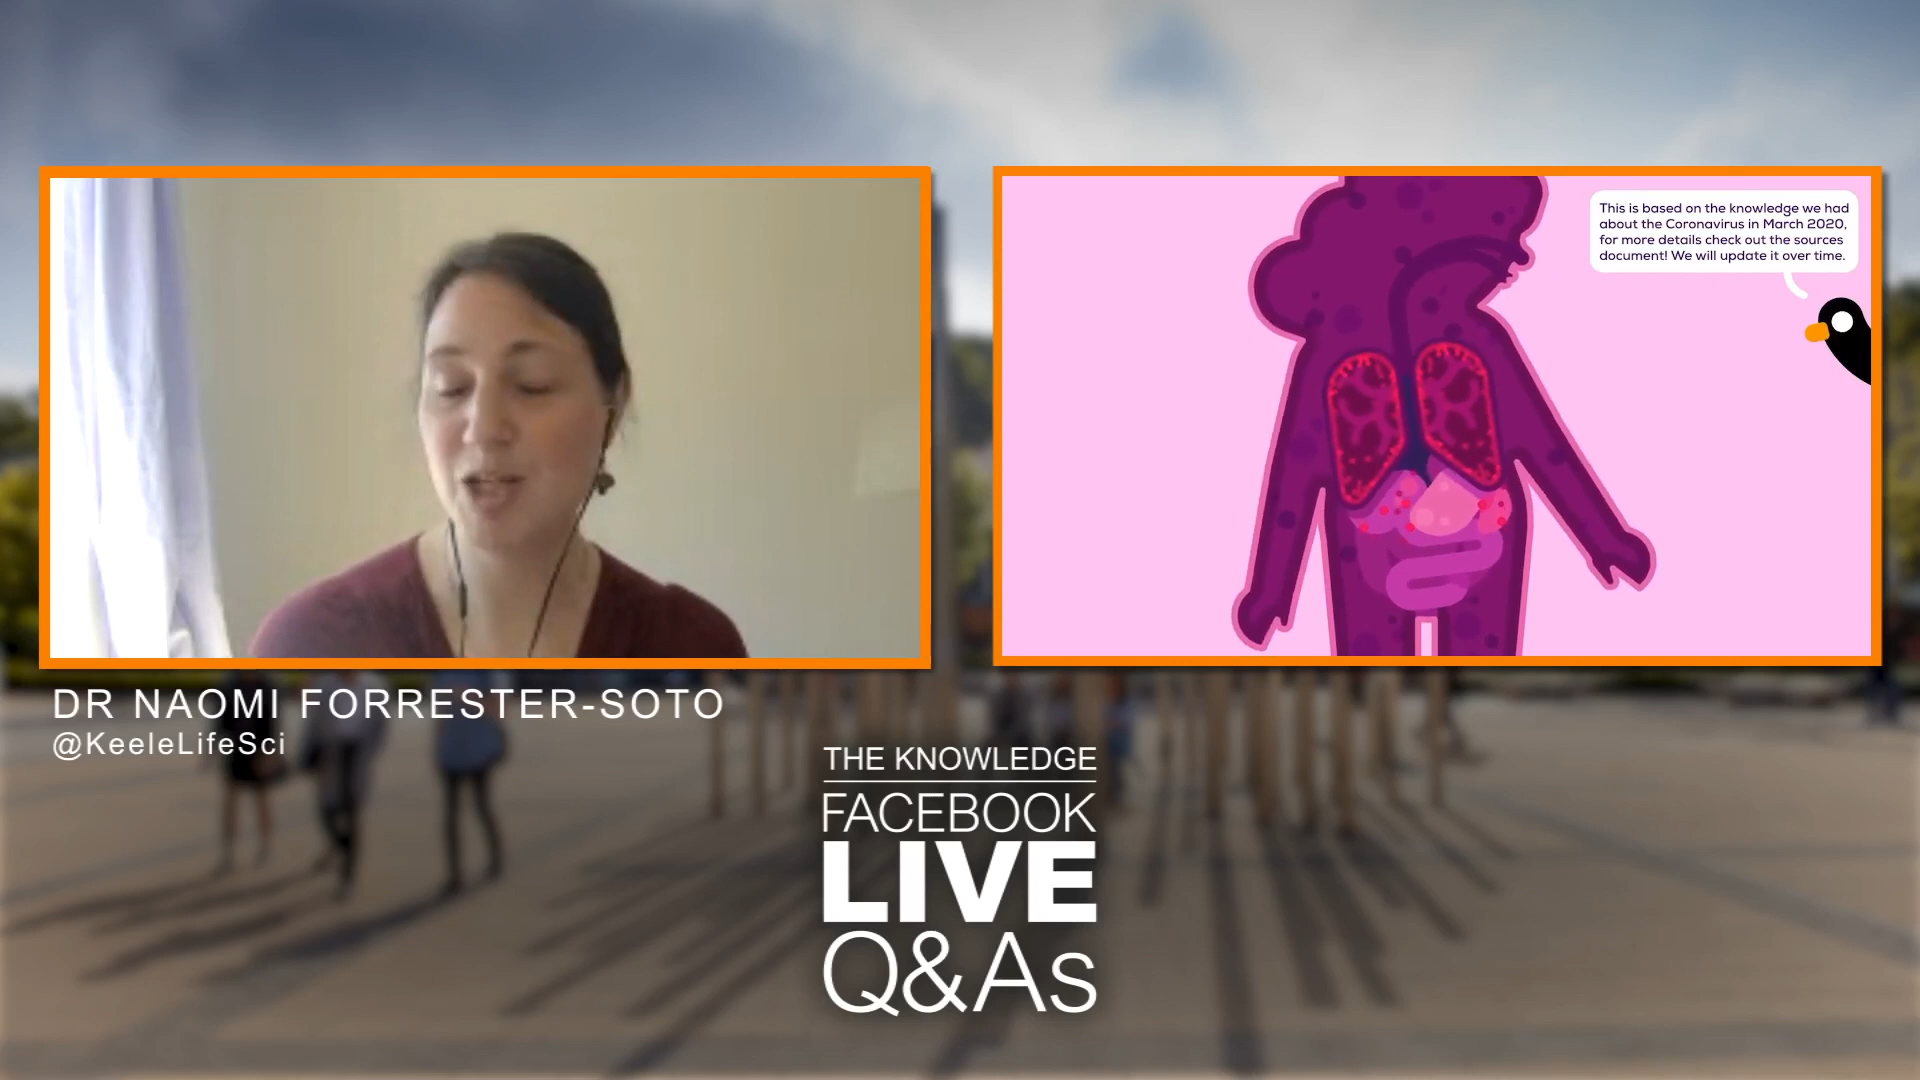 This is based on the knowledge we had
about the Coronavirus in March 2020,
for more details check out the sources
document! We will update it over time.
DR NAOMI FORRESTER-SOTO
@KeeleLifeSci
THE KNOWLEDGE
FACEBOOK
LIVE
Q&As